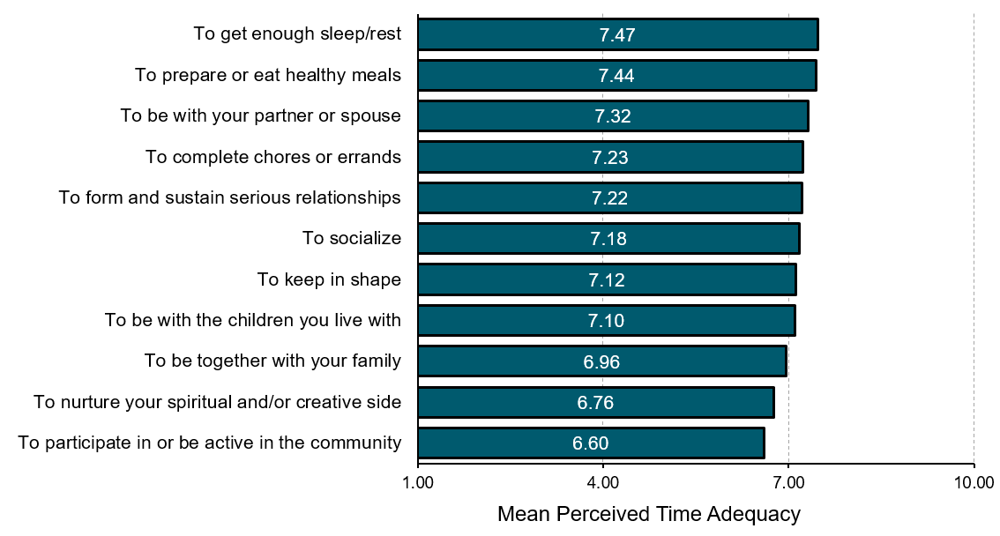 To get enough sleep/rest 7.47
To prepare or eat healthy meals 7.44
To be with your partner or spouse 7.32
To complete chores or errands 7.23
To form and sustain serious relationships 7.22
To socialize 7.18
To keep in shape 7.12
To be with the children you live with 7.10
To be together with your family 6.96
To nurture your spiritual and/or creative side 6.76
To participate in or be active in the community 6.60
1.00 4.00 7.00 10.00
Mean Perceived Time Adequacy